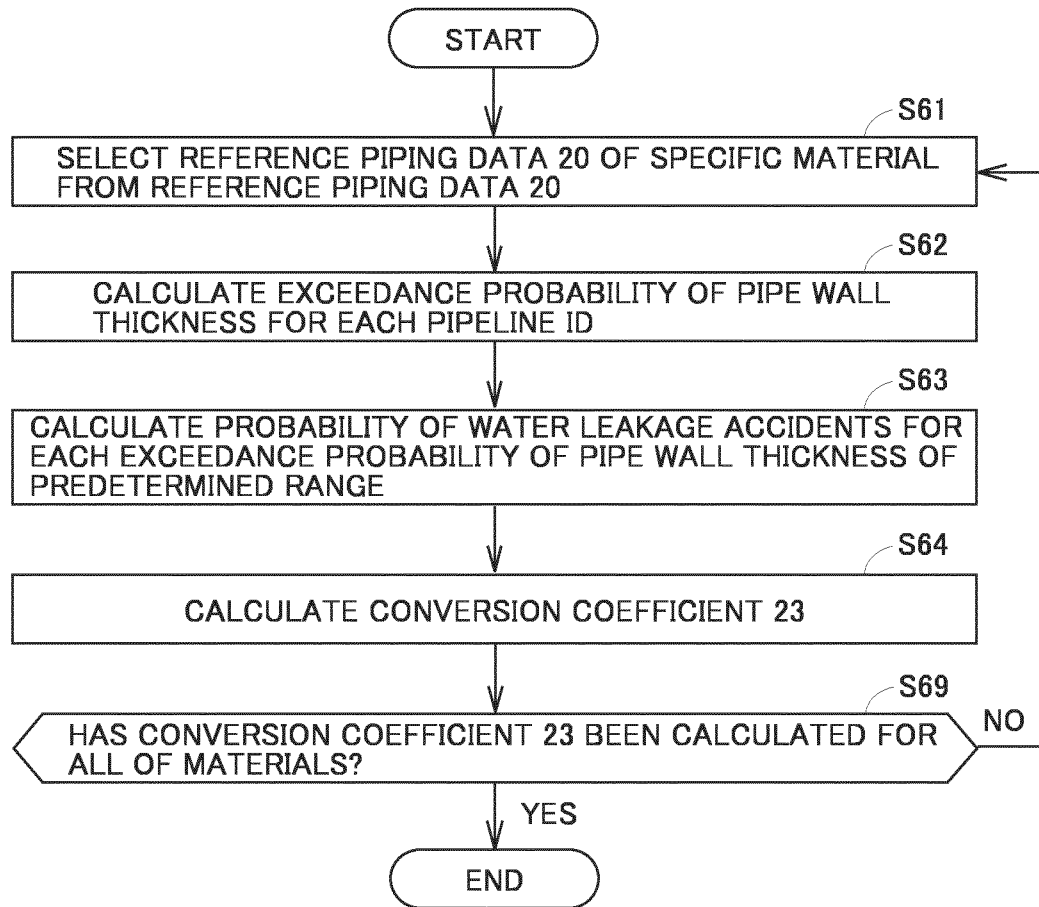 START
S61
SELECT REFERENCE PIPING DATA 20 OF SPECIFIC MATERIAL
FROM REFERENCE PIPING DATA 20
S62
CALCULATE EXCEEDANCE PROBABILITY OF PIPE WALL
THICKNESS FOR EACH PIPELINE ID
S63
CALCULATE PROBABILITY OF WATER LEAKAGE ACCIDENTS FOR
EACH EXCEEDANCE PROBABILITY OF PIPE WALL THICKNESS OF
PREDETERMINED RANGE
S64
CALCULATE CONVERSION COEFFICIENT 23
S69
HAS CONVERSION COEFFICIENT 23 BEEN CALCULATED FOR
ALL OF MATERIALS?
NO
YES
END